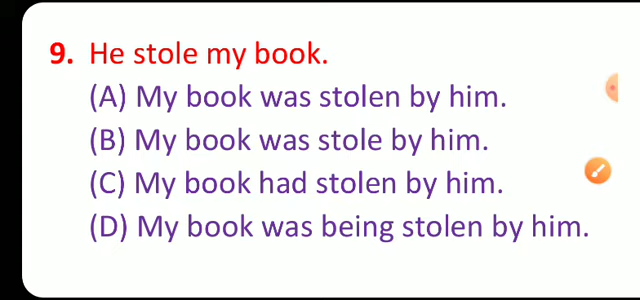 9. He stole my book.
(A) My book was stolen by him.
(B) My book was stole by him.
(C) My book had stolen by him.
(D) My book was being stolen by him.